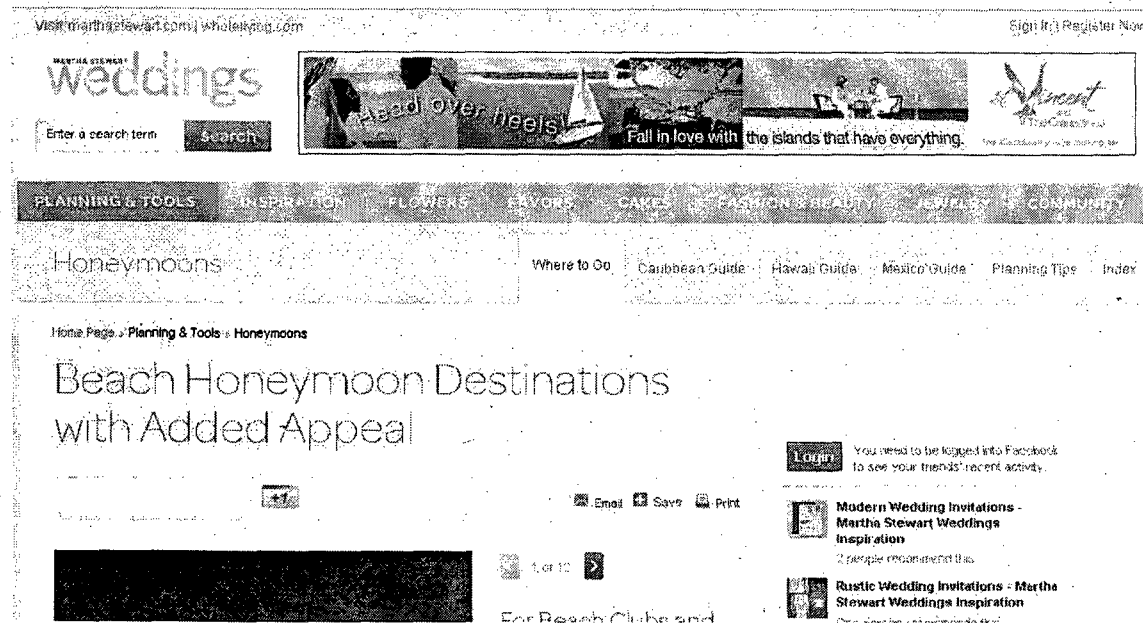 Visit marthastewart.com | wholeliving.com
Sign In | Register Now
MARTHA STEWART
weddings
Enter a search term
Search
Head over heels!
Fall in love with the islands that have everything.
St Vincent
PLANNING & TOOLS
INSPIRATION
FLOWERS
FAVORS
CAKES
FASHION & BEAUTY
JEWELRY
COMMUNITY
Honeymoons
Where to Go
Caribbean Guide
Hawaii Guide
Mexico Guide
Planning Tips
Index
Home Page » Planning & Tools » Honeymoons
Beach Honeymoon Destinations
with Added Appeal
+1
Email
Save
Print
1 of 12
For Beach Clubs and
Login
You need to be logged into Facebook
to see your friends' recent activity.
Modern Wedding Invitations -
Martha Stewart Weddings
Inspiration
2 people recommend this.
Rustic Wedding Invitations - Martha
Stewart Weddings Inspiration